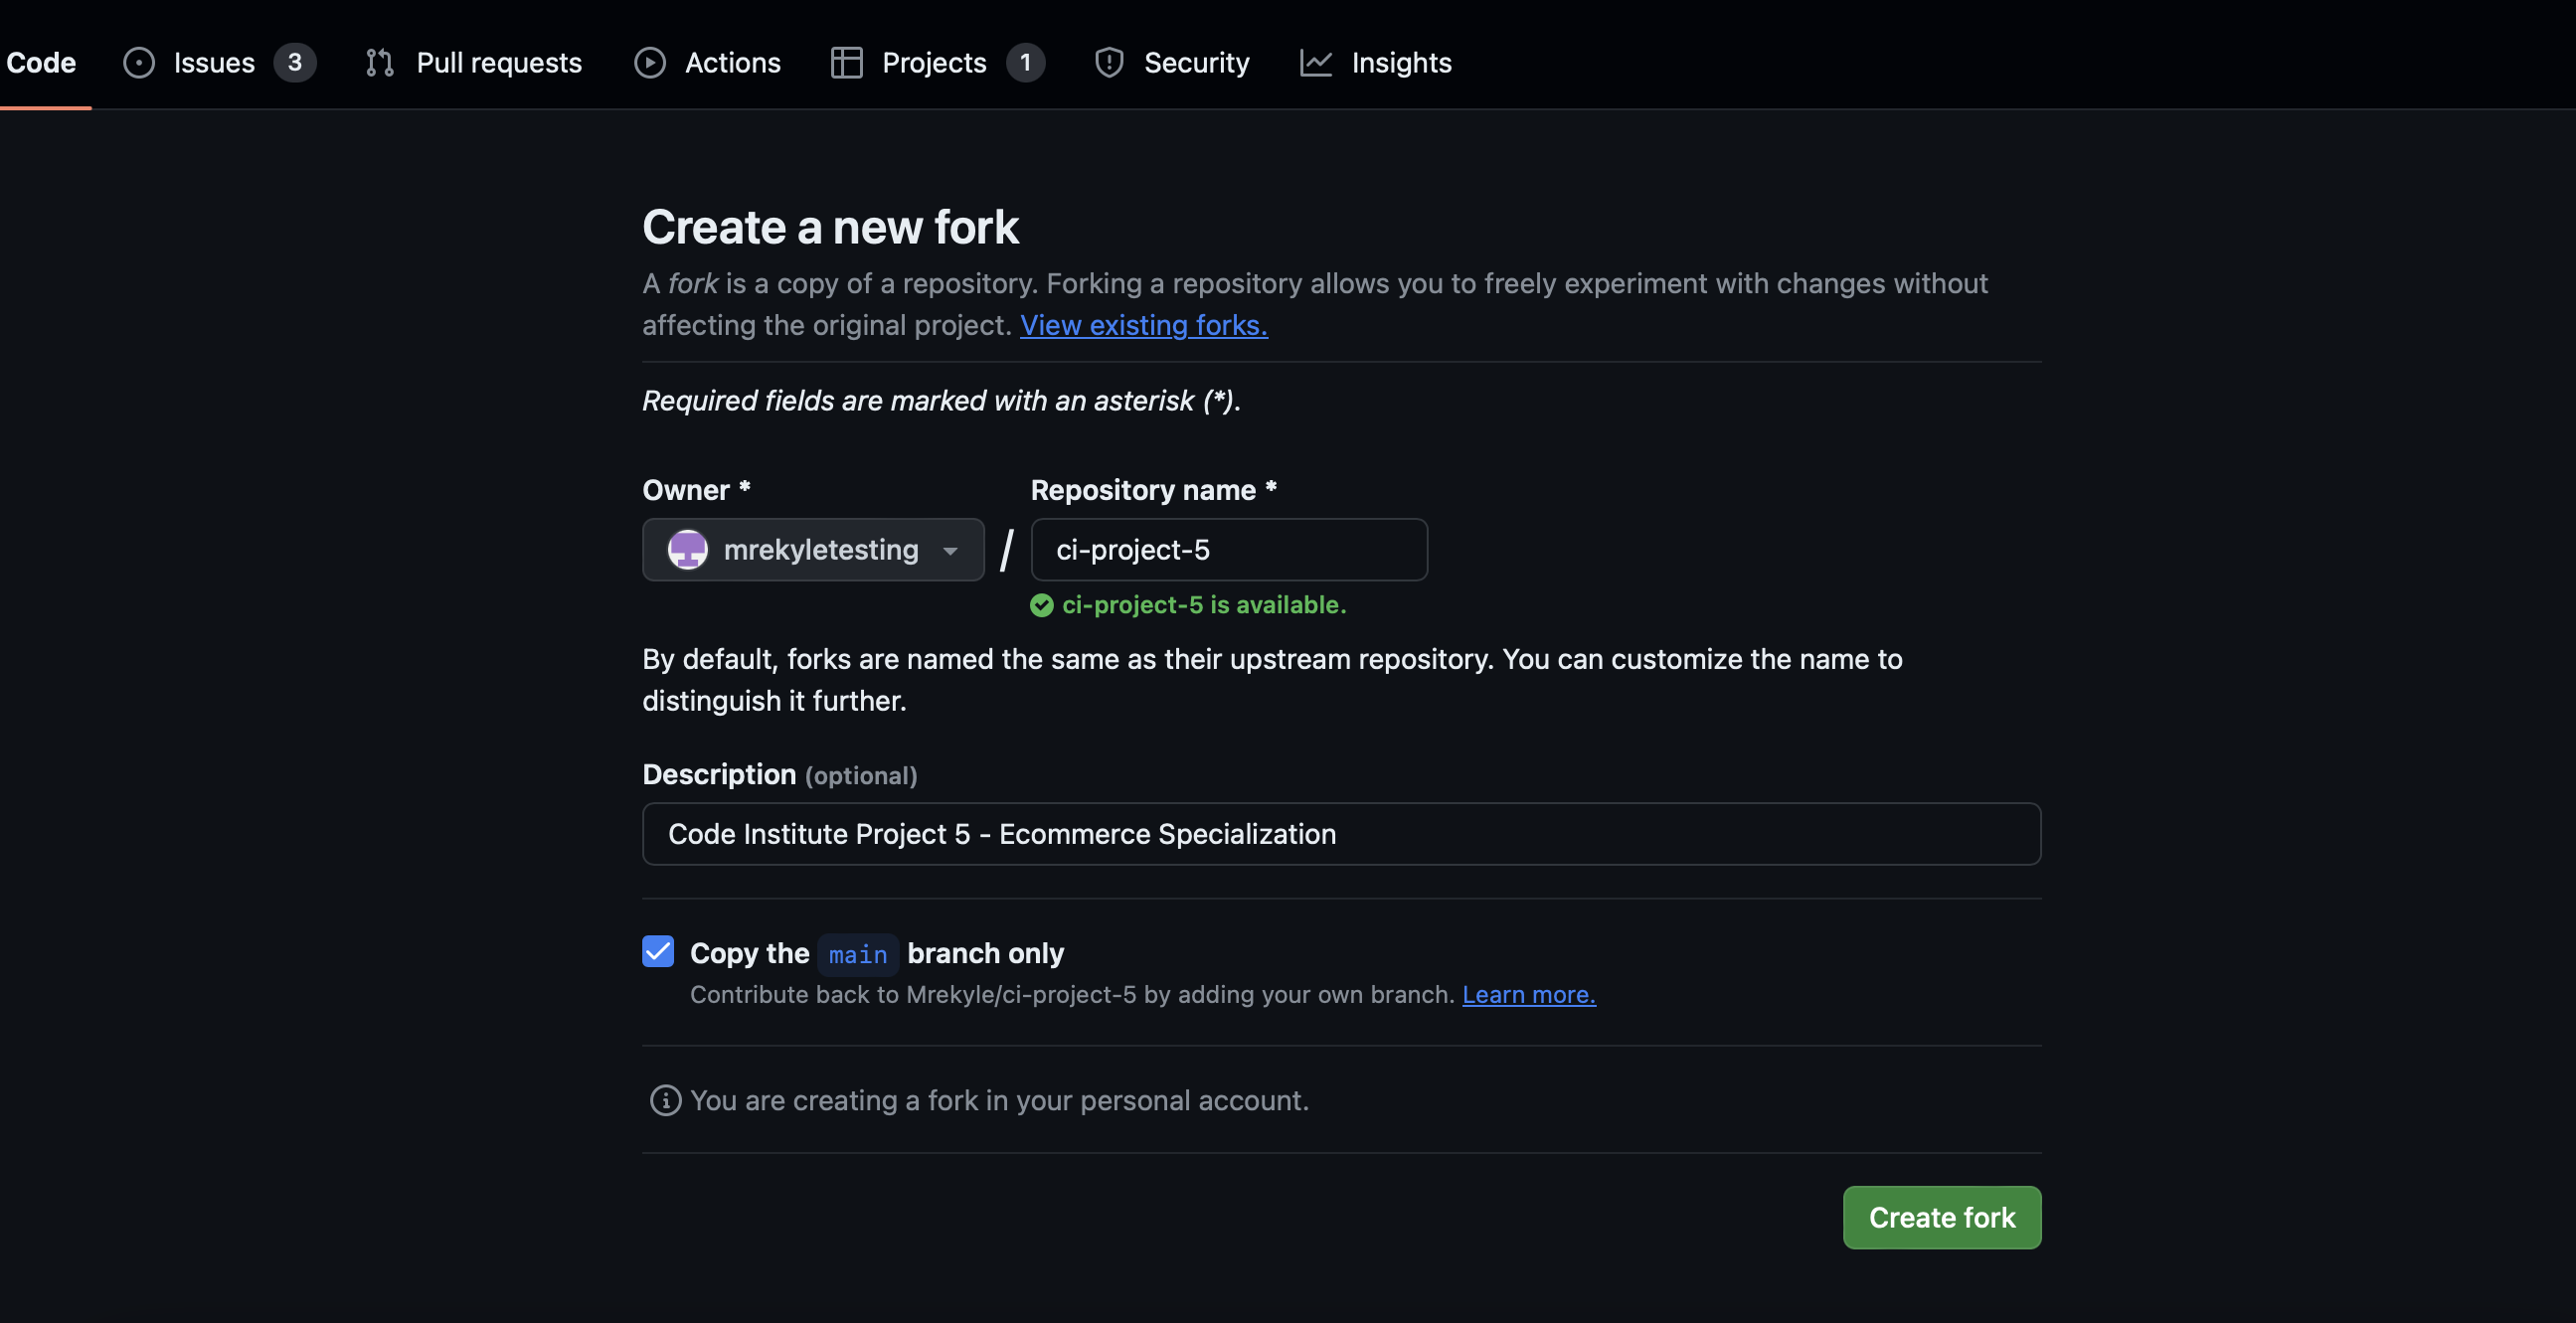 Code Issues 3 Pull requests Actions Projects 1 Security Insights
Create a new fork
A fork is a copy of a repository. Forking a repository allows you to freely experiment with changes without
affecting the original project. View existing forks.
Required fields are marked with an asterisk (*).
Owner * Repository name *
mrekyletesting / ci-project-5
ci-project-5 is available.
By default, forks are named the same as their upstream repository. You can customize the name to
distinguish it further.
Description (optional)
Code Institute Project 5 - Ecommerce Specialization
Copy the main branch only
Contribute back to Mrekyle/ci-project-5 by adding your own branch. Learn more.
You are creating a fork in your personal account.
Create fork